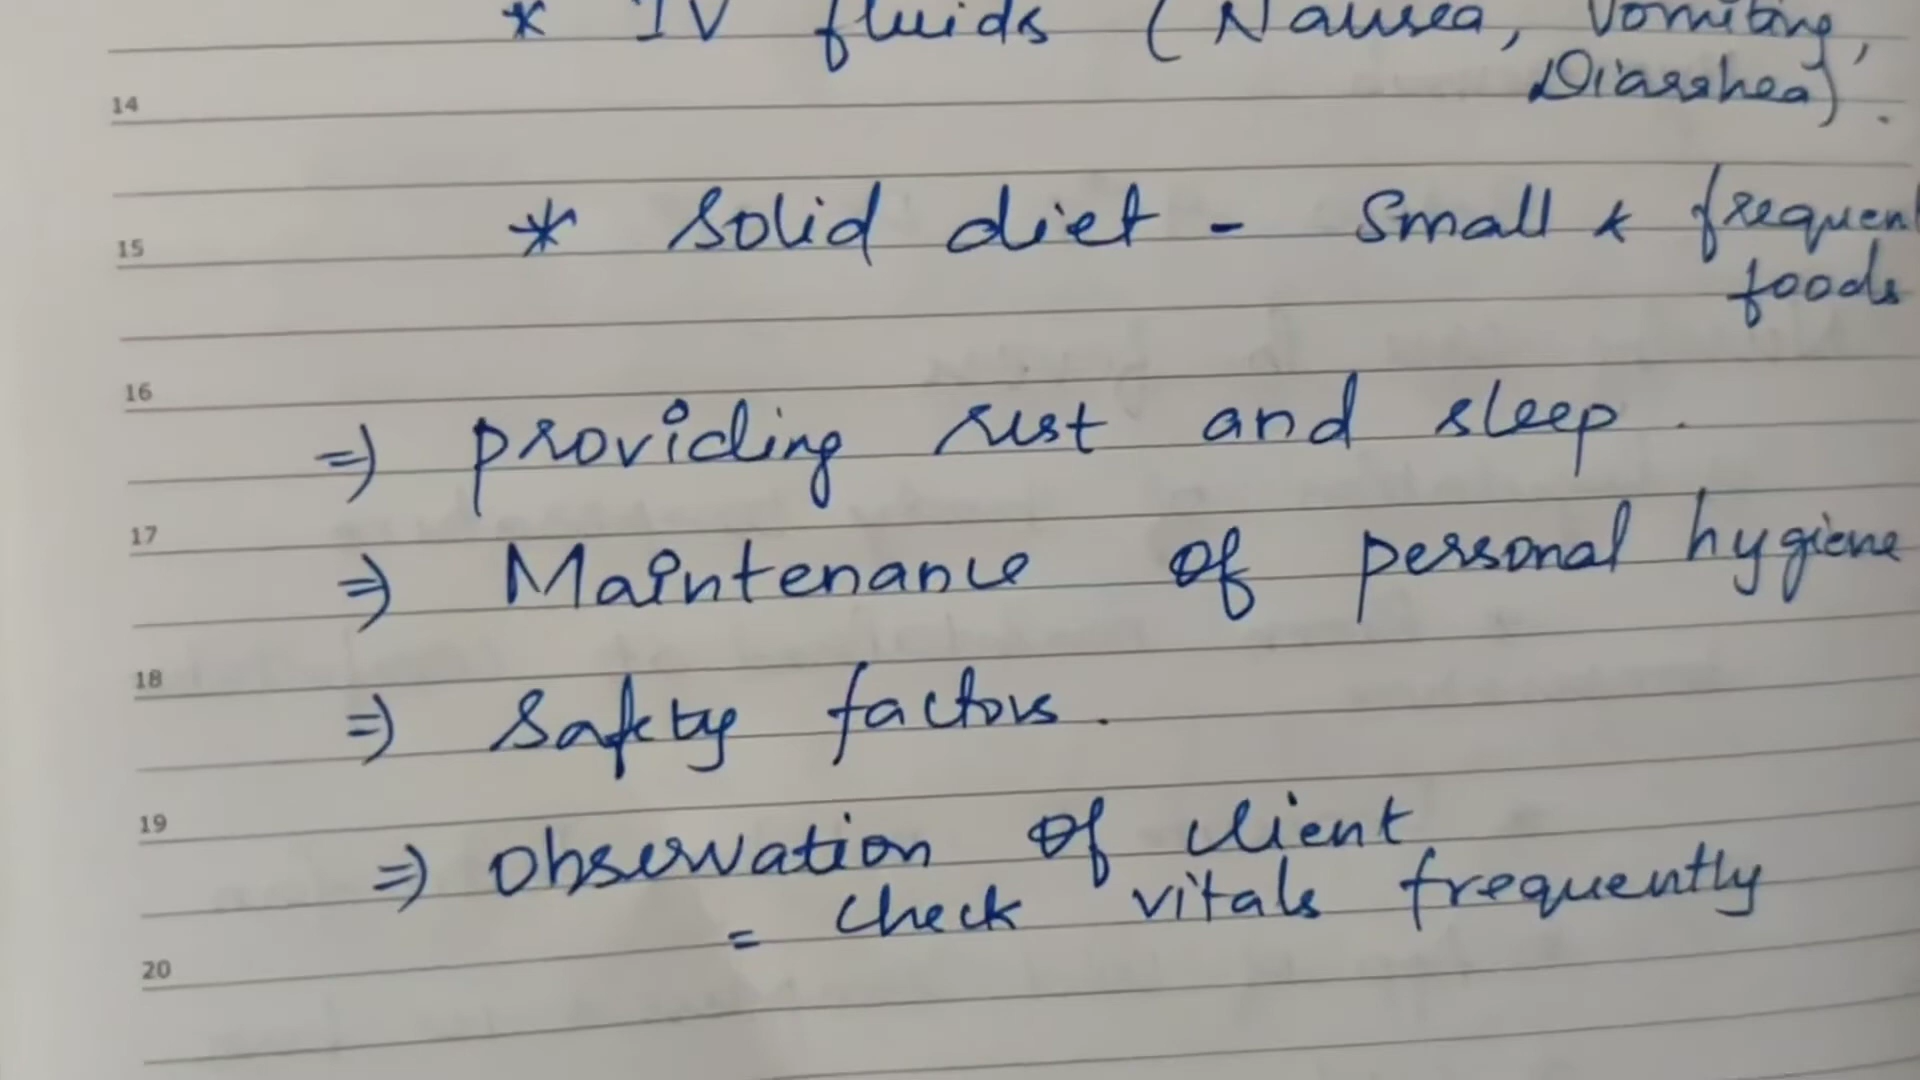 * IV fluids (Nausea, Vomiting,
Diarrhea).
14
* Solid diet - Small & frequent
foods
15
16
⇒ providing rest and sleep.
17
⇒ Maintenance of personal hygiene
18
⇒ Safety factors.
19
⇒ Observation of client
= check vitals frequently
20